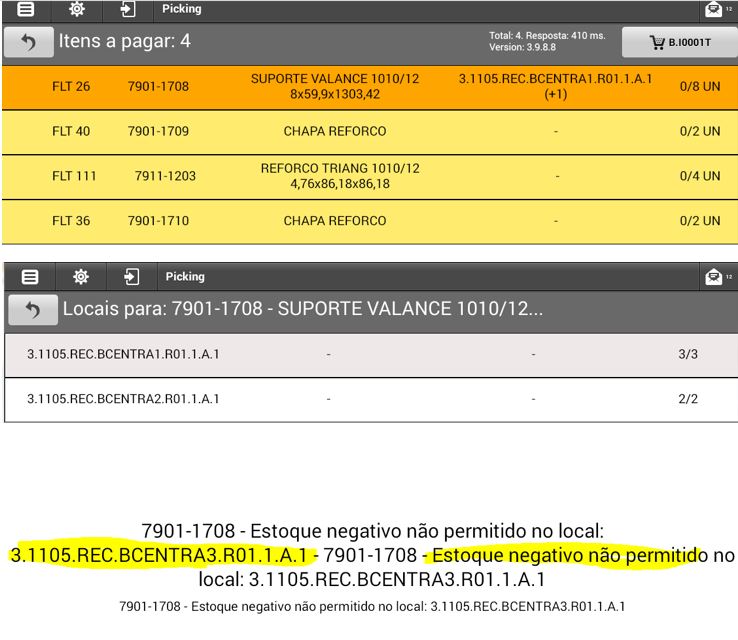 Picking 12
Itens a pagar: 4 Total: 4. Resposta: 410 ms. B.I0001T
Version: 3.9.8.8
FLT 26 7901-1708 SUPORTE VALANCE 1010/12 3.1105.REC.BCENTRA1.R01.1.A.1 0/8 UN
8x59,9x1303,42 (+1)
FLT 40 7901-1709 CHAPA REFORCO - 0/2 UN
FLT 111 7911-1203 REFORCO TRIANG 1010/12 - 0/4 UN
4,76x86,18x86,18
FLT 36 7901-1710 CHAPA REFORCO - 0/2 UN
Picking 12
Locais para: 7901-1708 - SUPORTE VALANCE 1010/12...
3.1105.REC.BCENTRA1.R01.1.A.1 - - 3/3
3.1105.REC.BCENTRA2.R01.1.A.1 - - 2/2
7901-1708 - Estoque negativo não permitido no local:
3.1105.REC.BCENTRA3.R01.1.A.1 - 7901-1708 - Estoque negativo não permitido no
local: 3.1105.REC.BCENTRA3.R01.1.A.1
7901-1708 - Estoque negativo não permitido no local: 3.1105.REC.BCENTRA3.R01.1.A.1